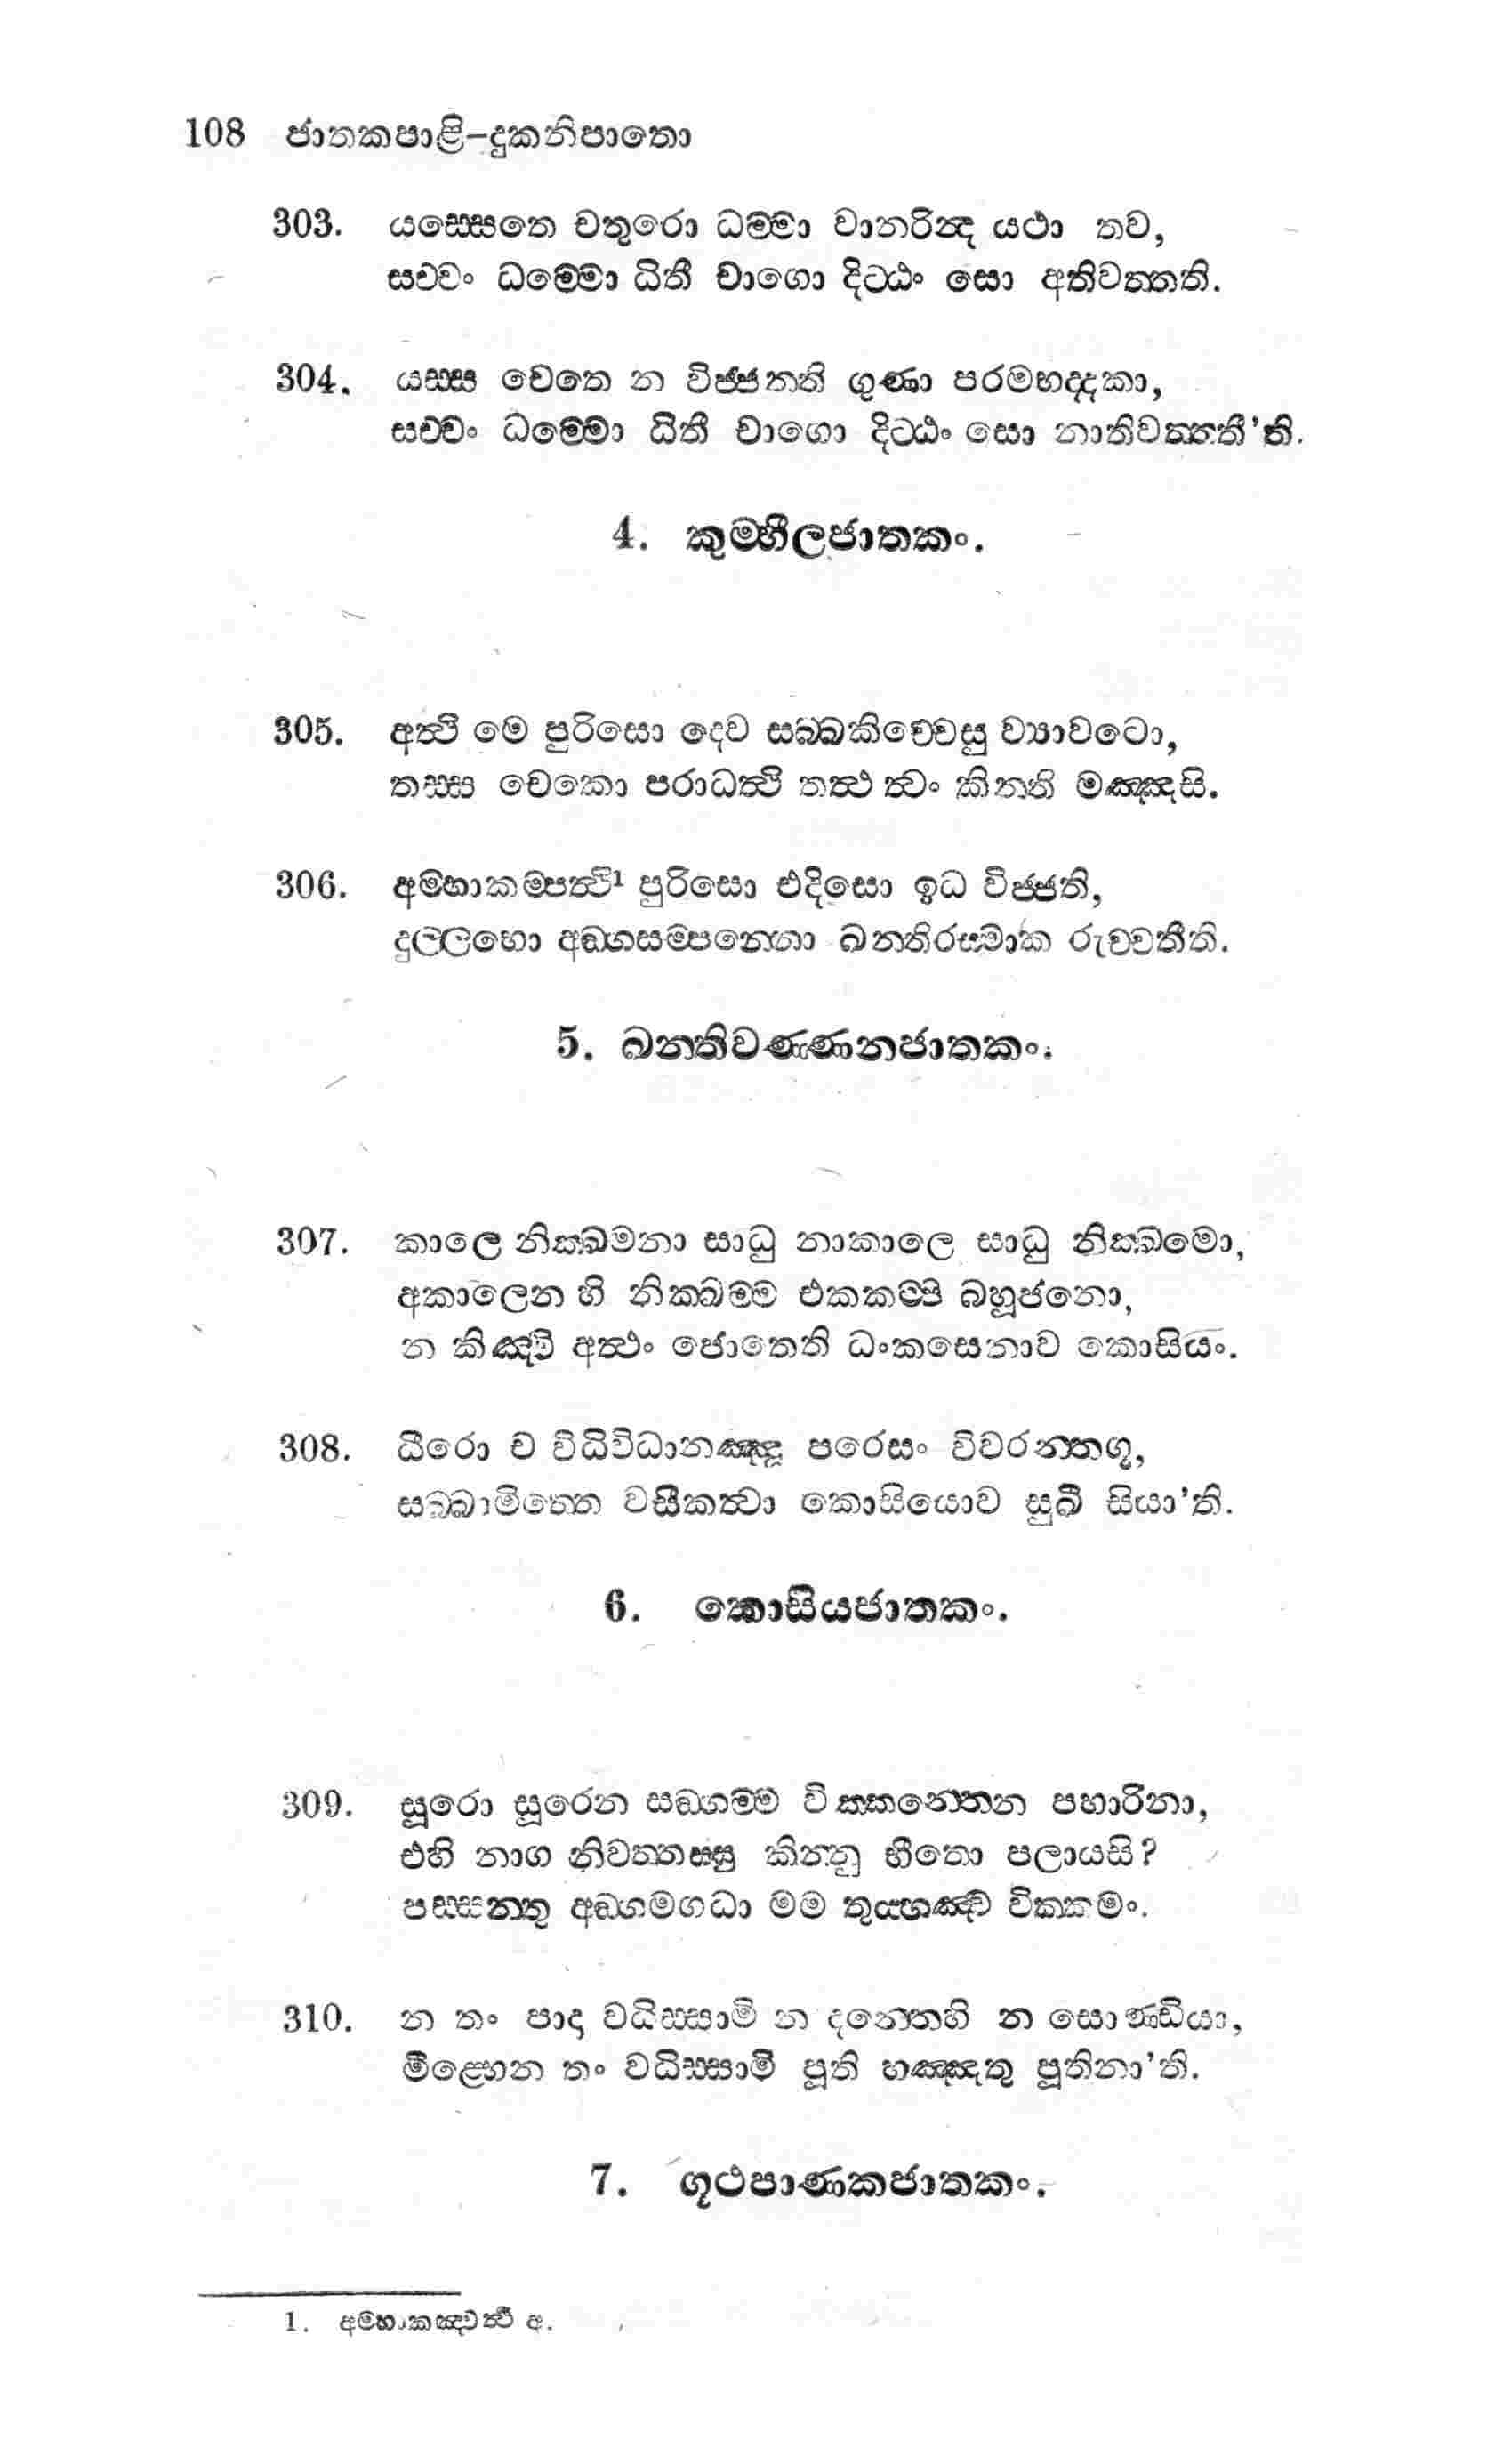 108 ජාතකපාළි–දුකනිපාතො
303. යස්සෙතෙ චතුරො ධම්මා වානරින්ද යථා තව,
සච්චං ධම්මො ධිතී චාගො දිට්ඨං සො අතිවත්තති.
304. යස්ස චෙතෙ න විජ්ජන්ති ගුණා පරමභද්දකා,
සච්චං ධම්මො ධිතී චාගො දිට්ඨං සො නාතිවත්තතී’ති.
4. කුම්භීලජාතකං.
305. අත්ථි මෙ පුරිසො දෙව සබ්බකිච්චෙසු ව්‍යාවටො,
තස්ස චෙකො පරාධත්ථි තත්ථ ත්වං කින්ති මඤ්ඤසි.
306. අම්හාකම්පත්ථි¹ පුරිසො එදිසො ඉධ විජ්ජති,
දුල්ලභො අඞ්ගසම්පන්නො ඛන්තිරස්මාක රුච්චතීති.
5. ඛන්තිවණ්ණනජාතකං.
307. කාලෙ නික්ඛමනා සාධු නාකාලෙ සාධු නික්ඛමො,
අකාලෙන හි නික්ඛම්ම එකකම්පි බහූජනො,
න කිඤ්චි අත්ථං ජොතෙති ධංකසෙනාව කොසියං.
308. ධීරො ච විධිවිධානඤ්ඤූ පරෙසං විවරන්තගූ,
සබ්බාමිත්තෙ වසීකත්වා කොසියොව සුඛී සියා’ති.
6. කොසියජාතකං.
309. සූරො සූරෙන සඞ්ගම්ම වික්කන්තෙන පහාරිනා,
එහි නාග නිවත්තස්සු කින්නු භීතො පලායසි?
පස්සන්තු අඞ්ගමගධා මම තුය්හඤ්ච වික්කමං.
310. න තං පාදා වධිස්සාමි න දන්තෙහි න සොණ්ඩියා,
මීළ්හෙන තං වධිස්සාමි පූති හඤ්ඤතු පූතිනා’ති.
7. ගූථපාණකජාතකං.
1. අම්හාකඤ්චත්ථි අ.